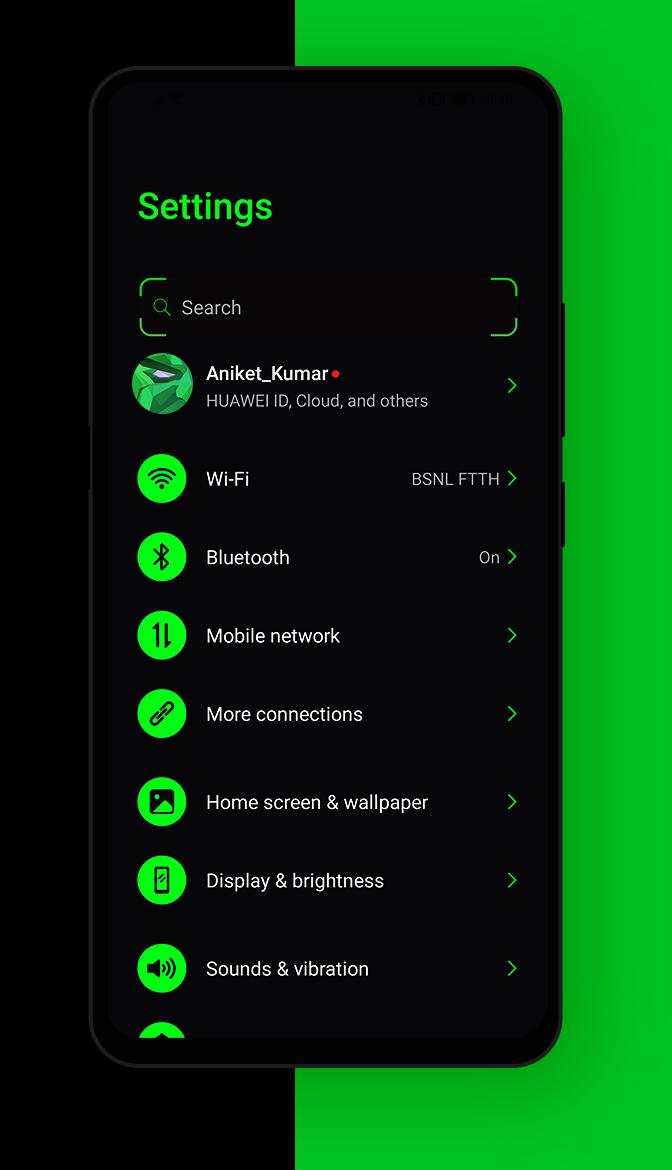 Settings
Search
Aniket_Kumar
HUAWEI ID, Cloud, and others
Wi-Fi BSNL FTTH
Bluetooth On
Mobile network
More connections
Home screen & wallpaper
Display & brightness
Sounds & vibration